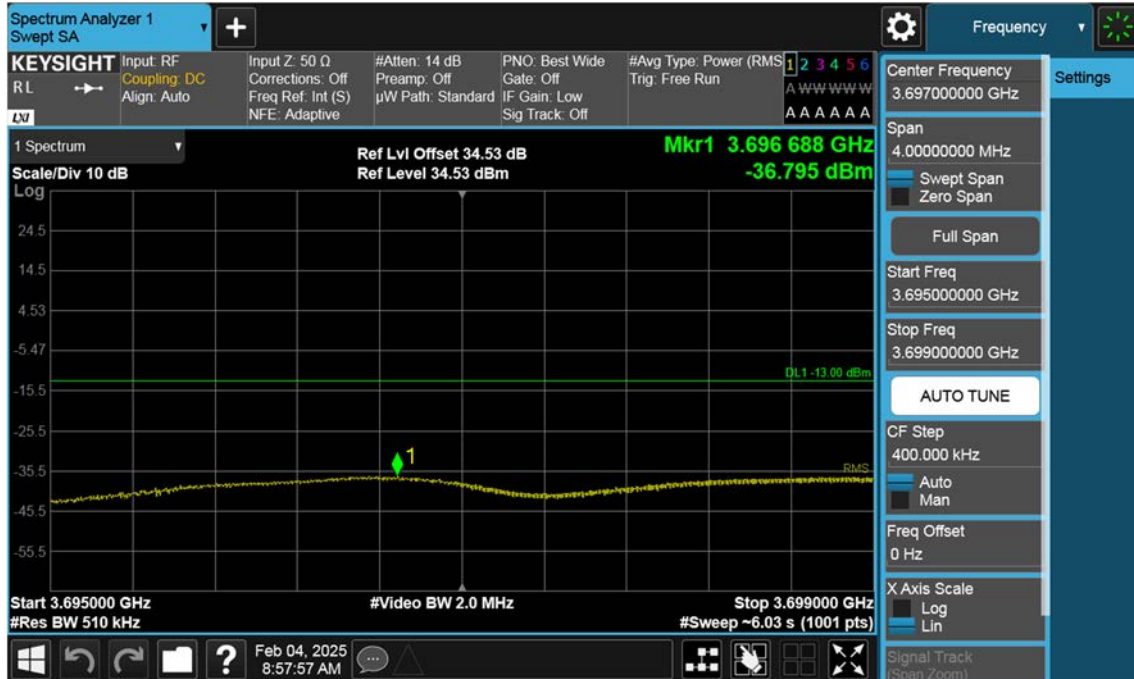 Spectrum Analyzer 1
Swept SA
+
Frequency
KEYSIGHT
R L
LXI
Input: RF
Coupling: DC
Align: Auto
Input Z: 50 Ω
Corrections: Off
Freq Ref: Int (S)
NFE: Adaptive
#Atten: 14 dB
Preamp: Off
µW Path: Standard
PNO: Best Wide
Gate: Off
IF Gain: Low
Sig Track: Off
#Avg Type: Power (RMS
Trig: Free Run
1 2 3 4 5 6
A W W W W W
A A A A A A
1 Spectrum
Scale/Div 10 dB
Ref Lvl Offset 34.53 dB
Ref Level 34.53 dBm
Mkr1 3.696 688 GHz
-36.795 dBm
Log
24.5
14.5
4.53
-5.47
-15.5
-25.5
-35.5
-45.5
-55.5
DL1 -13.00 dBm
1
RMS
Start 3.695000 GHz
#Res BW 510 kHz
#Video BW 2.0 MHz
Stop 3.699000 GHz
#Sweep ~6.03 s (1001 pts)
?
Feb 04, 2025
8:57:57 AM
Center Frequency
3.697000000 GHz
Settings
Span
4.00000000 MHz
Swept Span
Zero Span
Full Span
Start Freq
3.695000000 GHz
Stop Freq
3.699000000 GHz
AUTO TUNE
CF Step
400.000 kHz
Auto
Man
Freq Offset
0 Hz
X Axis Scale
Log
Lin
Signal Track
(Span Zoom)